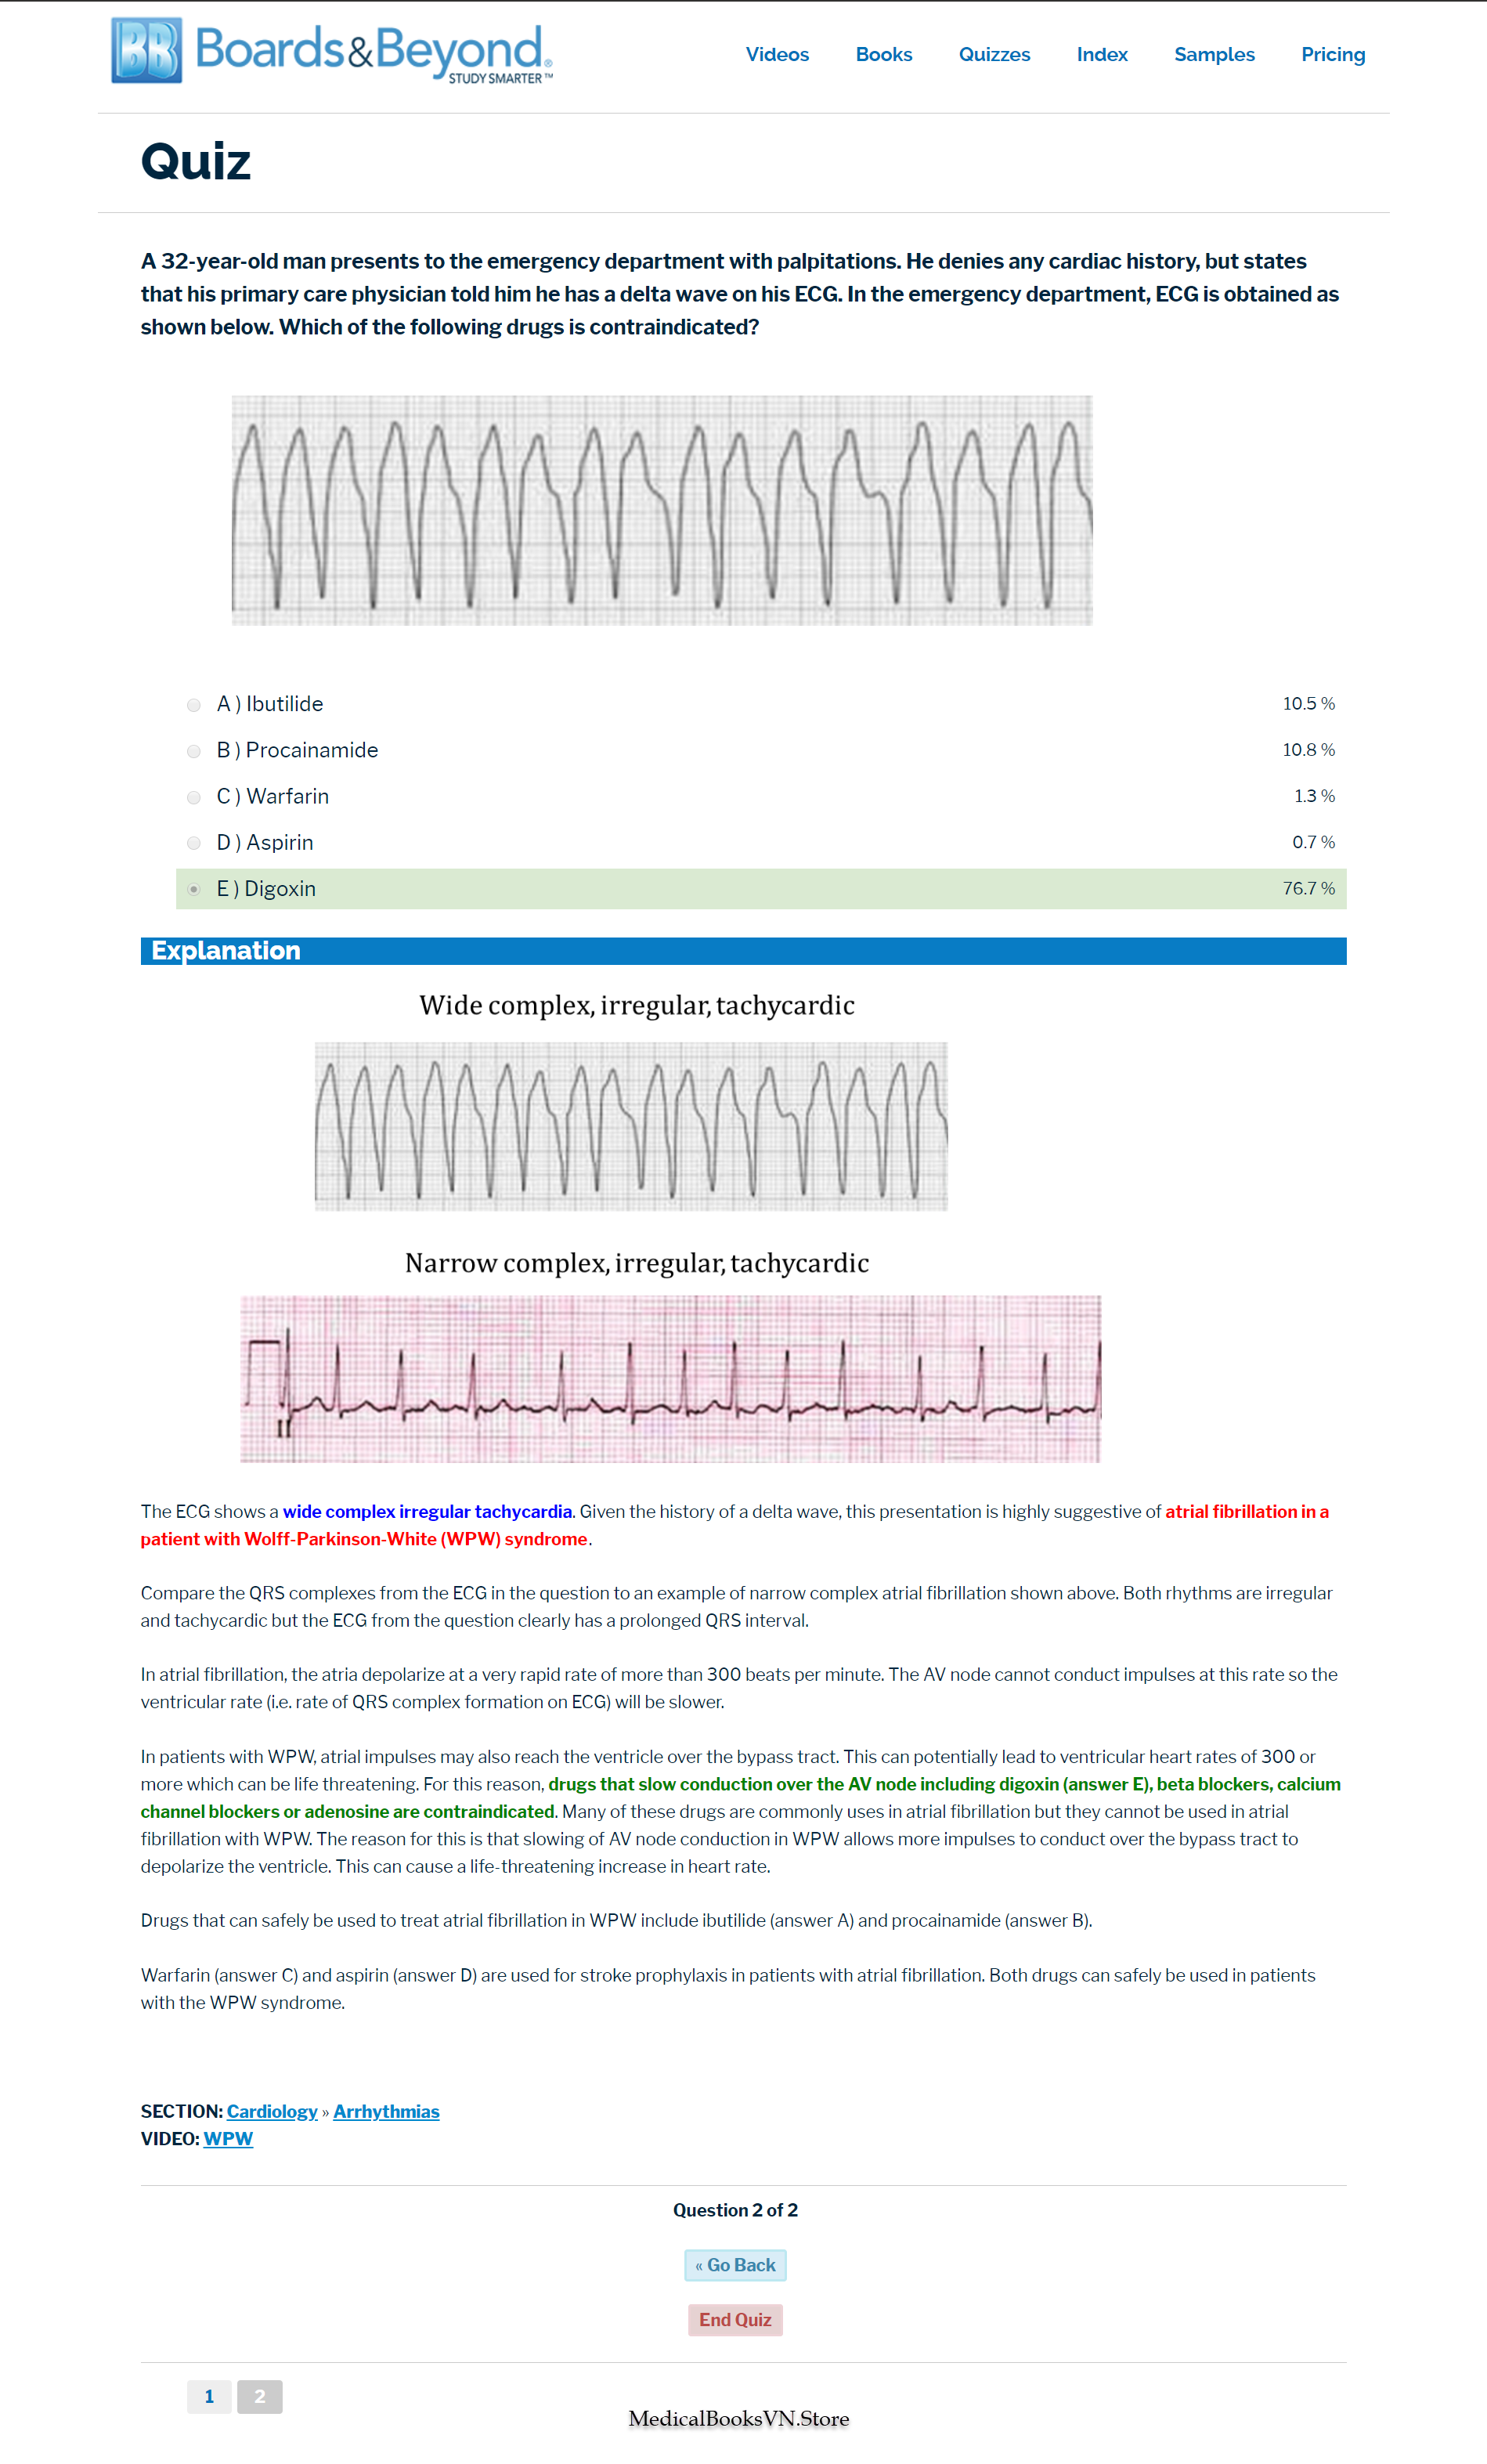 BB Boards&Beyond.®
STUDY SMARTER™
Videos Books Quizzes Index Samples Pricing
Quiz
A 32-year-old man presents to the emergency department with palpitations. He denies any cardiac history, but states
that his primary care physician told him he has a delta wave on his ECG. In the emergency department, ECG is obtained as
shown below. Which of the following drugs is contraindicated?
A ) Ibutilide 10.5 %
B ) Procainamide 10.8 %
C ) Warfarin 1.3 %
D ) Aspirin 0.7 %
E ) Digoxin 76.7 %
Explanation
Wide complex, irregular, tachycardic
Narrow complex, irregular, tachycardic
II
The ECG shows a wide complex irregular tachycardia. Given the history of a delta wave, this presentation is highly suggestive of atrial fibrillation in a
patient with Wolff-Parkinson-White (WPW) syndrome.
Compare the QRS complexes from the ECG in the question to an example of narrow complex atrial fibrillation shown above. Both rhythms are irregular
and tachycardic but the ECG from the question clearly has a prolonged QRS interval.
In atrial fibrillation, the atria depolarize at a very rapid rate of more than 300 beats per minute. The AV node cannot conduct impulses at this rate so the
ventricular rate (i.e. rate of QRS complex formation on ECG) will be slower.
In patients with WPW, atrial impulses may also reach the ventricle over the bypass tract. This can potentially lead to ventricular heart rates of 300 or
more which can be life threatening. For this reason, drugs that slow conduction over the AV node including digoxin (answer E), beta blockers, calcium
channel blockers or adenosine are contraindicated. Many of these drugs are commonly uses in atrial fibrillation but they cannot be used in atrial
fibrillation with WPW. The reason for this is that slowing of AV node conduction in WPW allows more impulses to conduct over the bypass tract to
depolarize the ventricle. This can cause a life-threatening increase in heart rate.
Drugs that can safely be used to treat atrial fibrillation in WPW include ibutilide (answer A) and procainamide (answer B).
Warfarin (answer C) and aspirin (answer D) are used for stroke prophylaxis in patients with atrial fibrillation. Both drugs can safely be used in patients
with the WPW syndrome.
SECTION: Cardiology » Arrhythmias
VIDEO: WPW
Question 2 of 2
« Go Back
End Quiz
1 2
MedicalBooksVN.Store